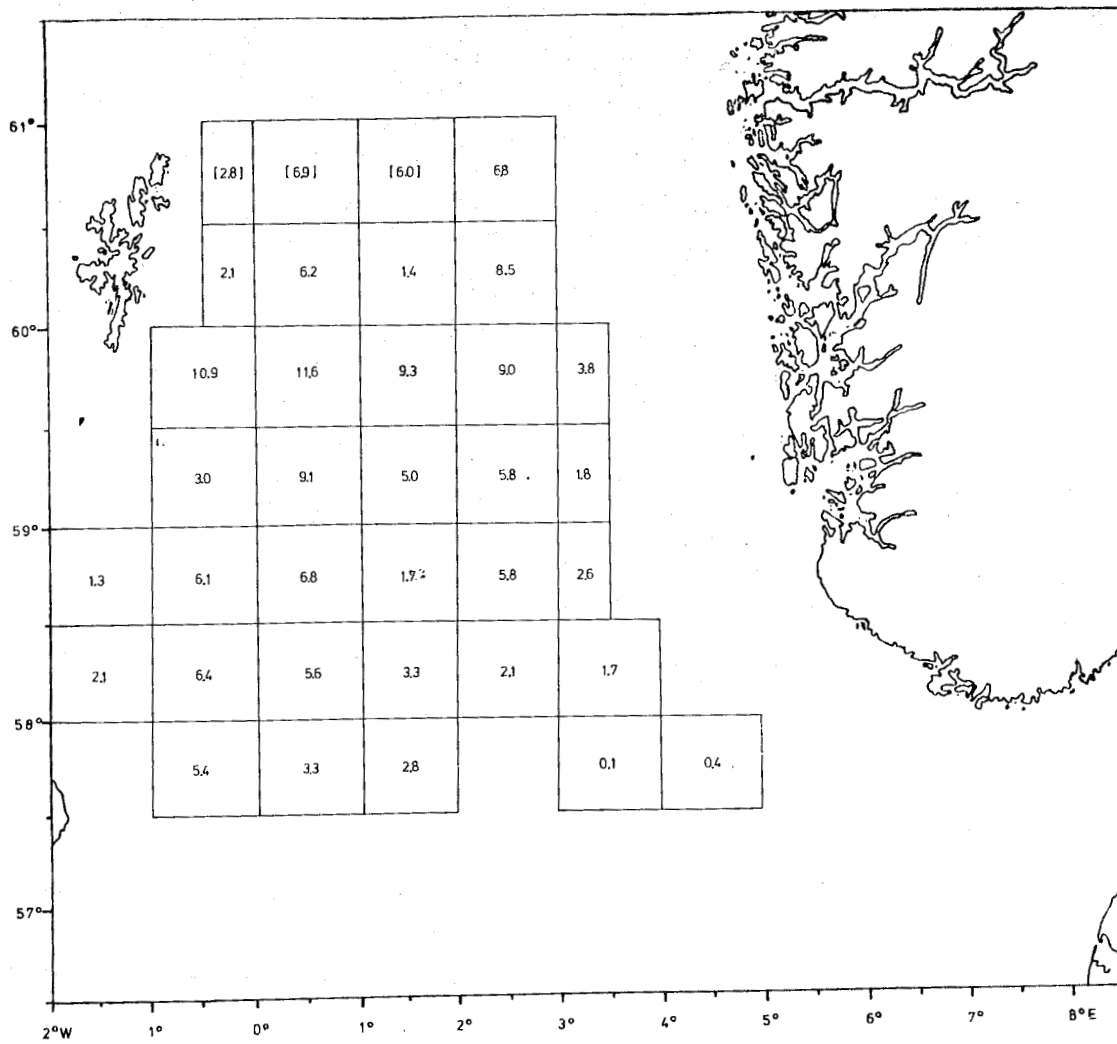 61°
[2.8] [6.9] [6.0] 6.8
2.1 6.2 1.4 8.5
60°
10.9 11.6 9.3 9.0 3.8
3.0 9.1 5.0 5.8 1.8
59°
1.3 6.1 6.8 5.8 2.6
2.1 6.4 5.6 3.3 2.1 1.7
58°
5.4 3.3 2.8 0.1 0.4
57°
2°W 1° 0° 1° 2° 3° 4° 5° 6° 7° 8°E